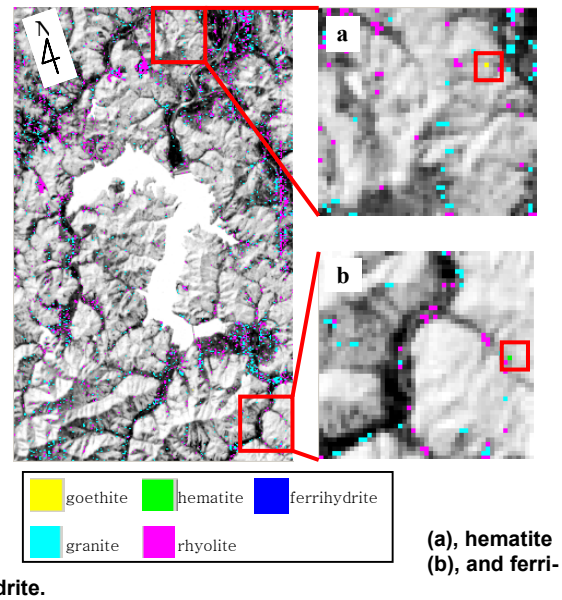 N
a
b
goethite hematite ferrihydrite
granite rhyolite
(a), hematite
(b), and ferri-
drite.